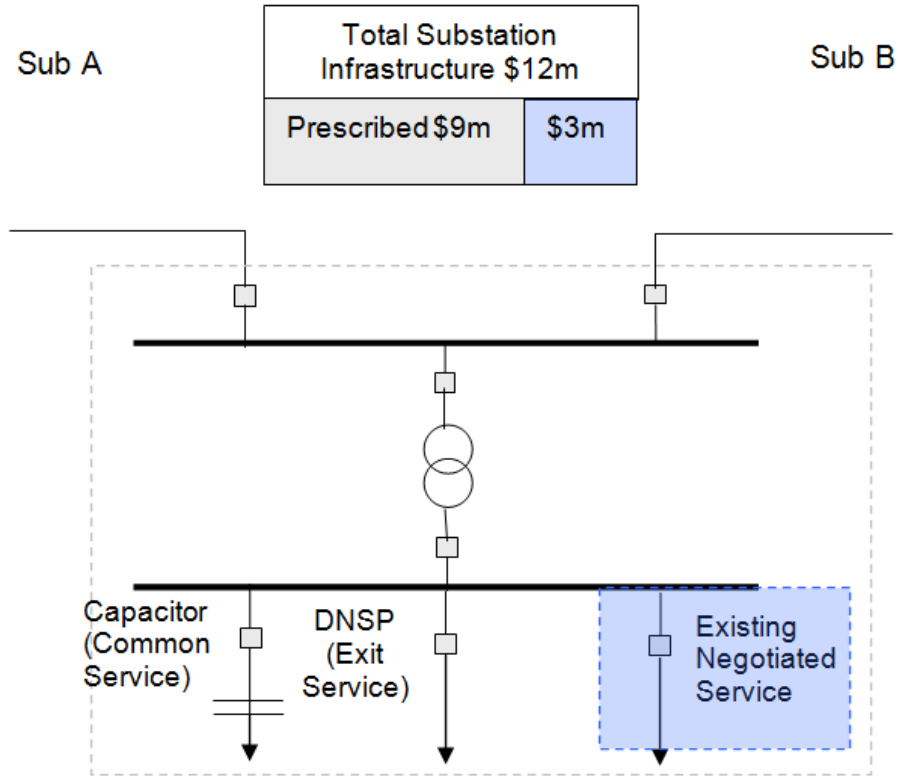 Sub A
Total Substation
Infrastructure $12m
Sub B
Prescribed $9m
$3m
Capacitor
(Common
Service)
DNSP
(Exit
Service)
Existing
Negotiated
Service